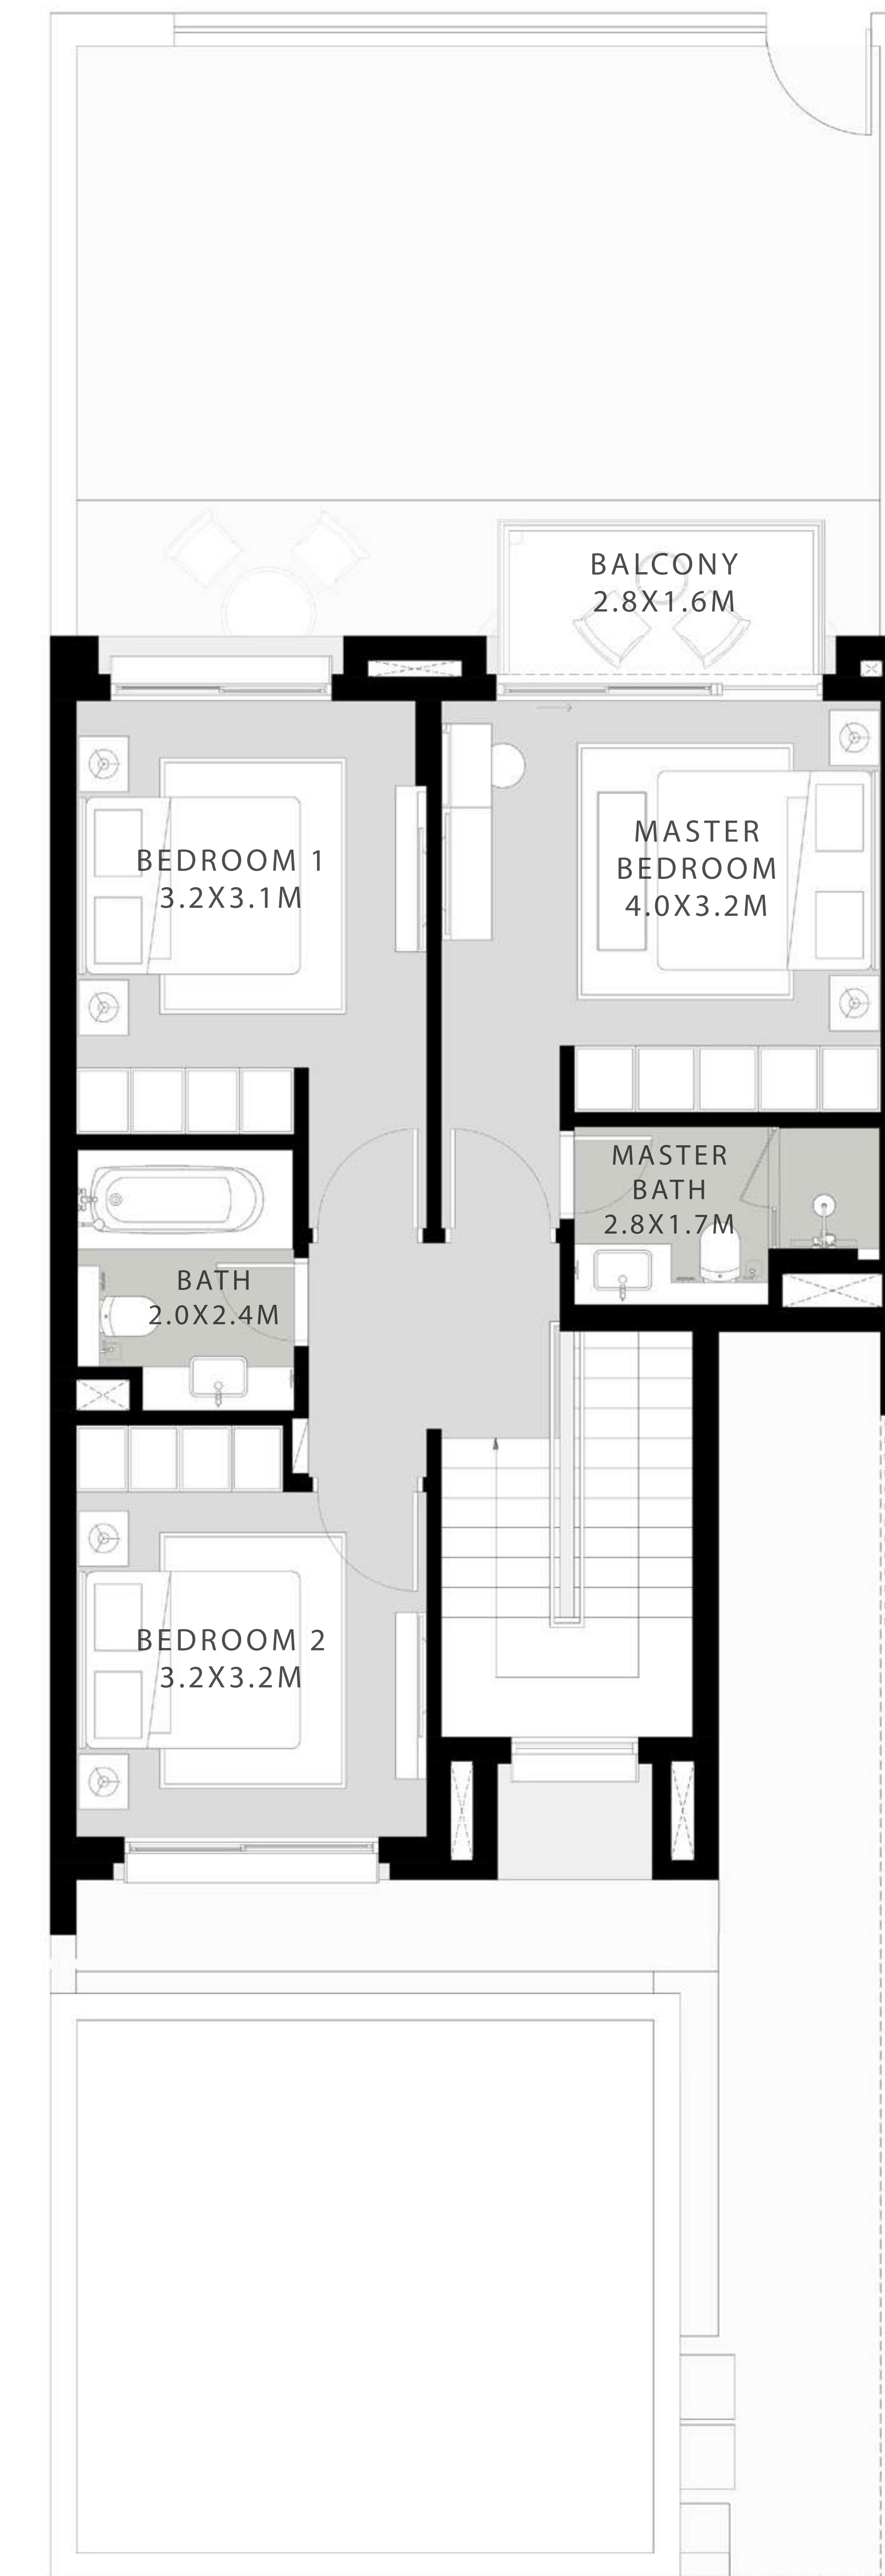 BALCONY
2.8X1.6M
BEDROOM 1
3.2X3.1M
MASTER
BEDROOM
4.0X3.2M
MASTER
BATH
2.8X1.7M
BATH
2.0X2.4M
BEDROOM 2
3.2X3.2M